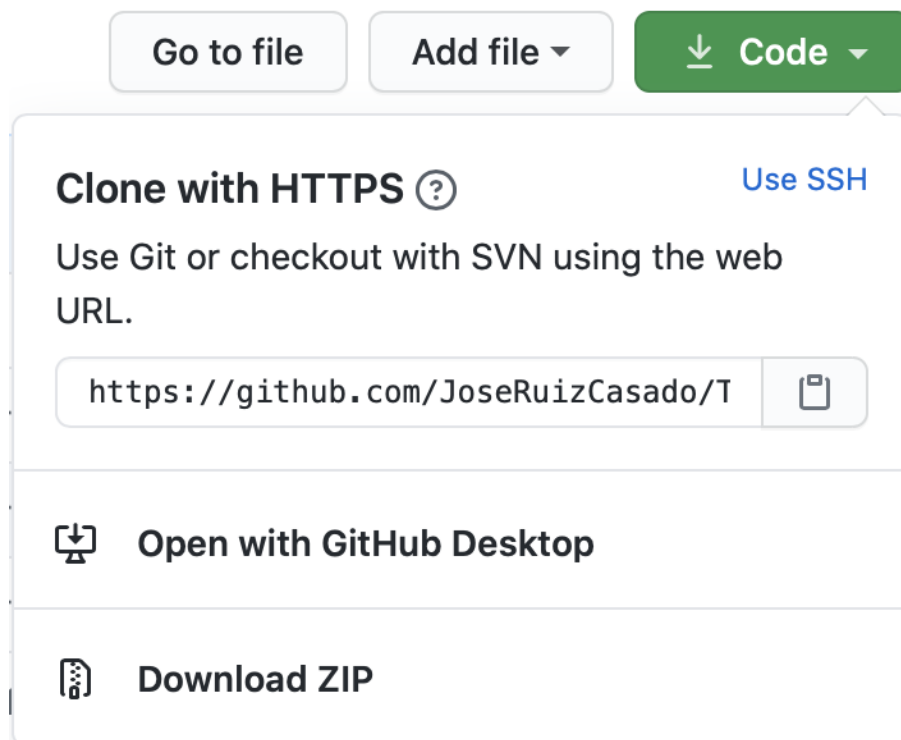 Go to file
Add file
Code
Clone with HTTPS
Use SSH
Use Git or checkout with SVN using the web
URL.
https://github.com/JoseRuizCasado/T
Open with GitHub Desktop
Download ZIP